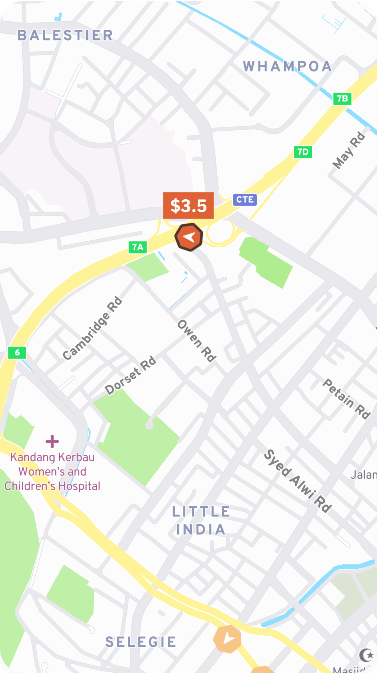 BALESTIER
WHAMPOA
7B
May Rd
7D
$3.5
CTE
7A
Cambridge Rd
Owen Rd
6
Dorset Rd
Petain Rd
Kandang Kerbau
Women's and
Children's Hospital
Syed Alwi Rd
Jalan
LITTLE
INDIA
SELEGIE
Masjid